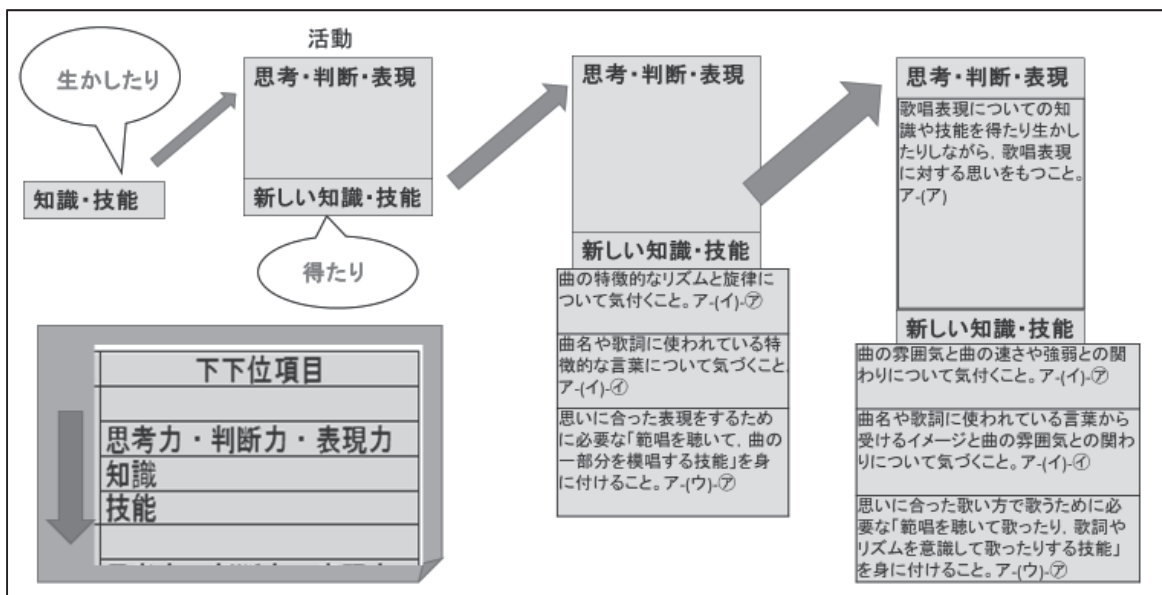 活動
生かしたり
知識・技能
思考・判断・表現
新しい知識・技能
得たり
思考・判断・表現
新しい知識・技能
曲の特徴的なリズムと旋律に
ついて気付くこと。ア-(イ)-㋐
曲名や歌詞に使われている特
徴的な言葉について気づくこと。
ア-(イ)-㋑
思いに合った表現をするため
に必要な「範唱を聴いて，曲の
一部分を模唱する技能」を身
に付けること。ア-(ウ)-㋐
思考・判断・表現
歌唱表現についての知
識や技能を得たり生かし
たりしながら，歌唱表現
に対する思いをもつこと。
ア-(ア)
新しい知識・技能
曲の雰囲気と曲の速さや強弱との関
わりについて気付くこと。ア-(イ)-㋐
曲名や歌詞に使われている言葉から
受けるイメージと曲の雰囲気との関わ
りについて気づくこと。ア-(イ)-㋑
思いに合った歌い方で歌うために必
要な「範唱を聴いて歌ったり，歌詞や
リズムを意識して歌ったりする技能」
を身に付けること。ア-(ウ)-㋐
下下位項目
思考力・判断力・表現力
知識
技能